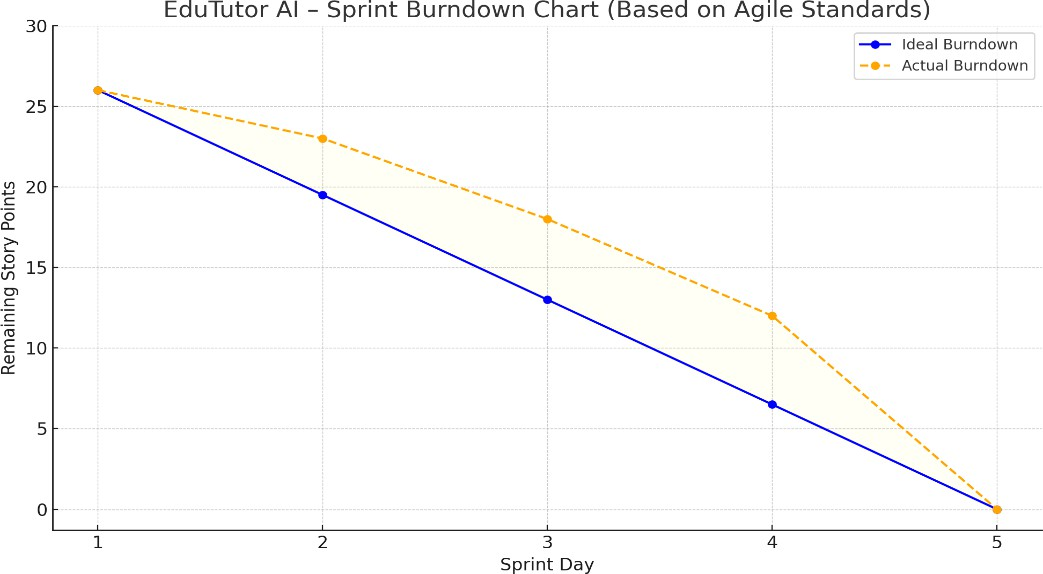 EduTutor AI – Sprint Burndown Chart (Based on Agile Standards)
Ideal Burndown
Actual Burndown
Remaining Story Points
30
25
20
15
10
5
0
1 2 3 4 5
Sprint Day